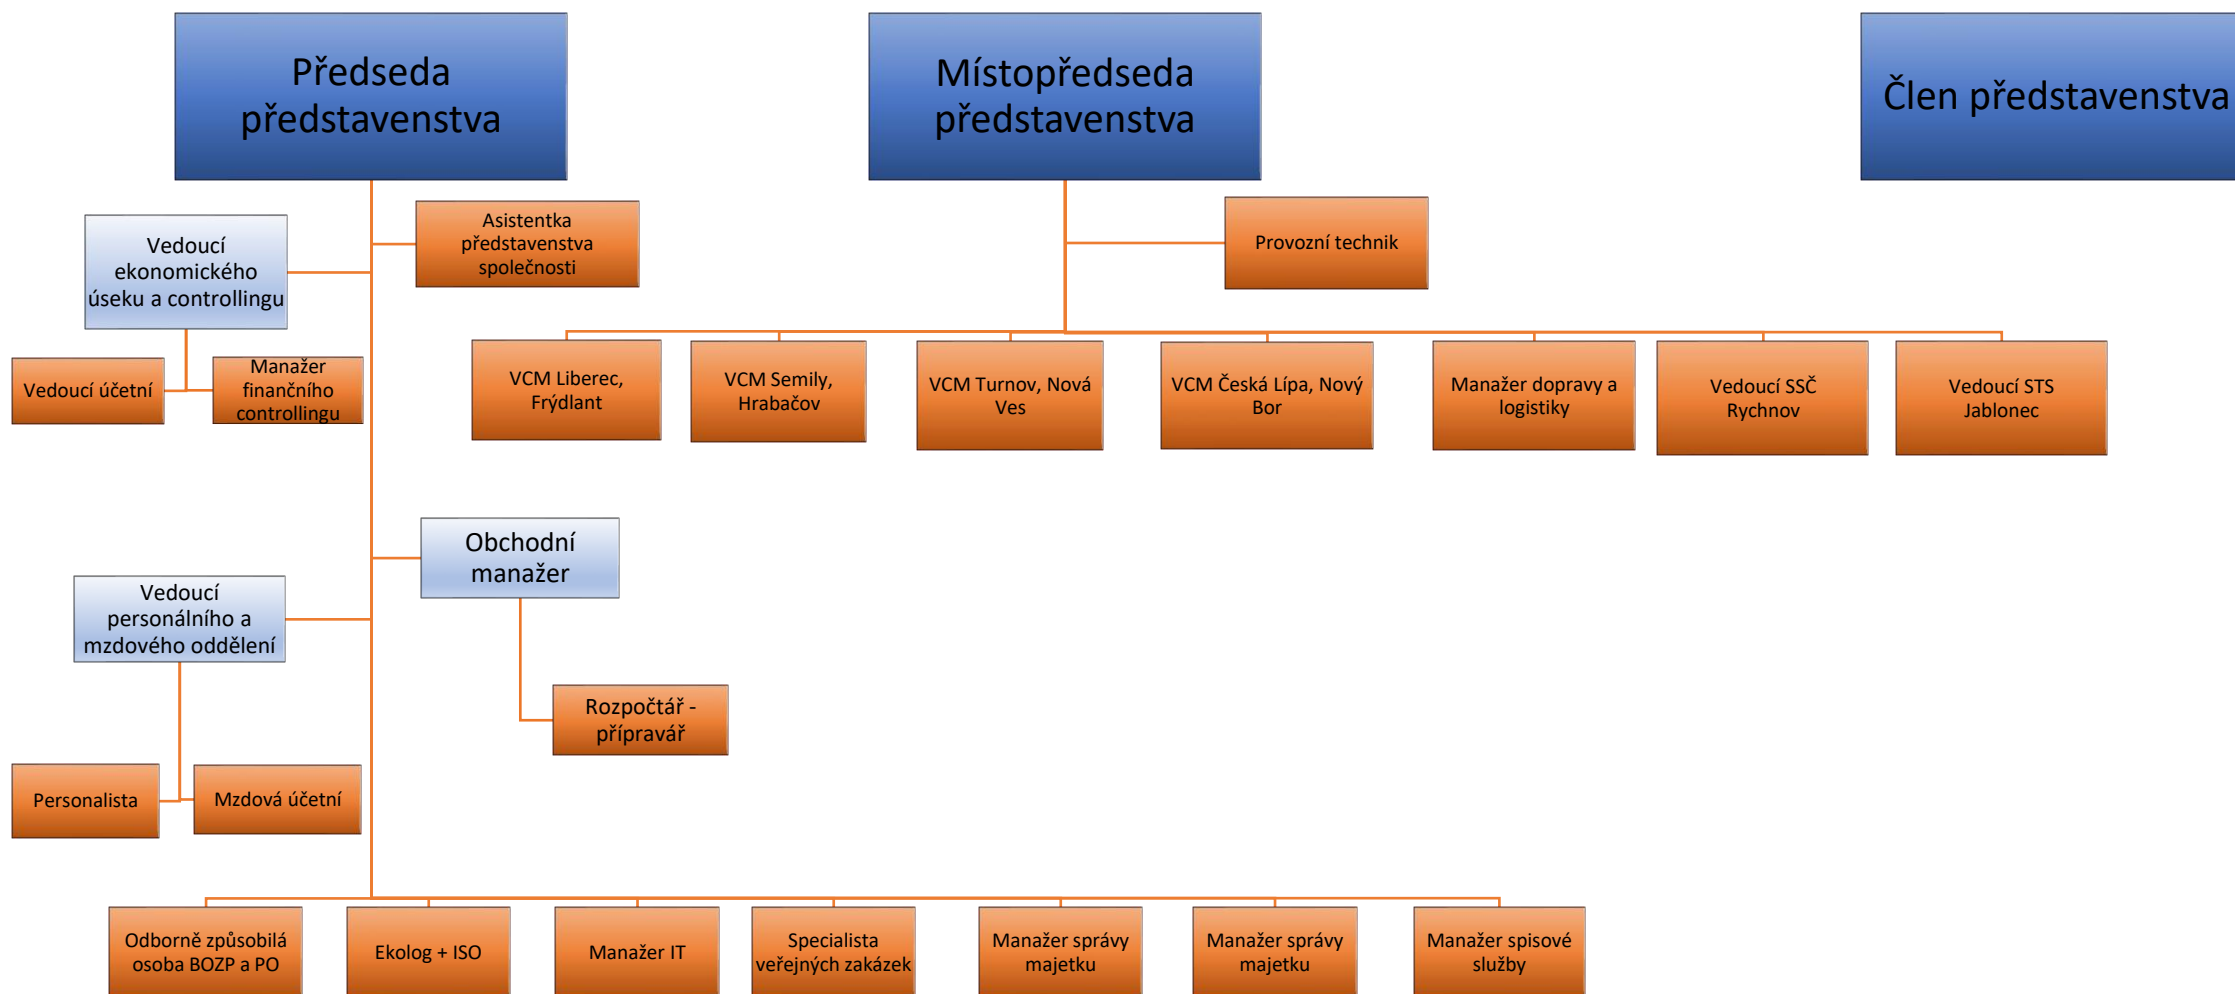 Předseda
představenstva
Místopředseda
představenstva
Člen představenstva
Vedoucí
ekonomického
úseku a controllingu
Asistentka
představenstva
společnosti
Provozní technik
Vedoucí účetní
Manažer
finančního
controllingu
VCM Liberec,
Frýdlant
VCM Semily,
Hrabačov
VCM Turnov, Nová
Ves
VCM Česká Lípa, Nový
Bor
Manažer dopravy a
logistiky
Vedoucí SSČ
Rychnov
Vedoucí STS
Jablonec
Obchodní
manažer
Vedoucí
personálního a
mzdového oddělení
Rozpočtář -
přípravář
Personalista
Mzdová účetní
Odborně způsobilá
osoba BOZP a PO
Ekolog + ISO
Manažer IT
Specialista
veřejných zakázek
Manažer správy
majetku
Manažer správy
majetku
Manažer spisové
služby